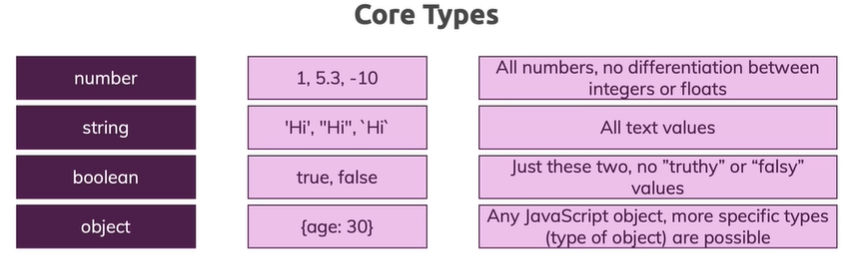 Core Types
number
1, 5.3, -10
All numbers, no differentiation between
integers or floats
string
'Hi', "Hi", `Hi`
All text values
boolean
true, false
Just these two, no ”truthy” or “falsy”
values
object
{age: 30}
Any JavaScript object, more specific types
(type of object) are possible